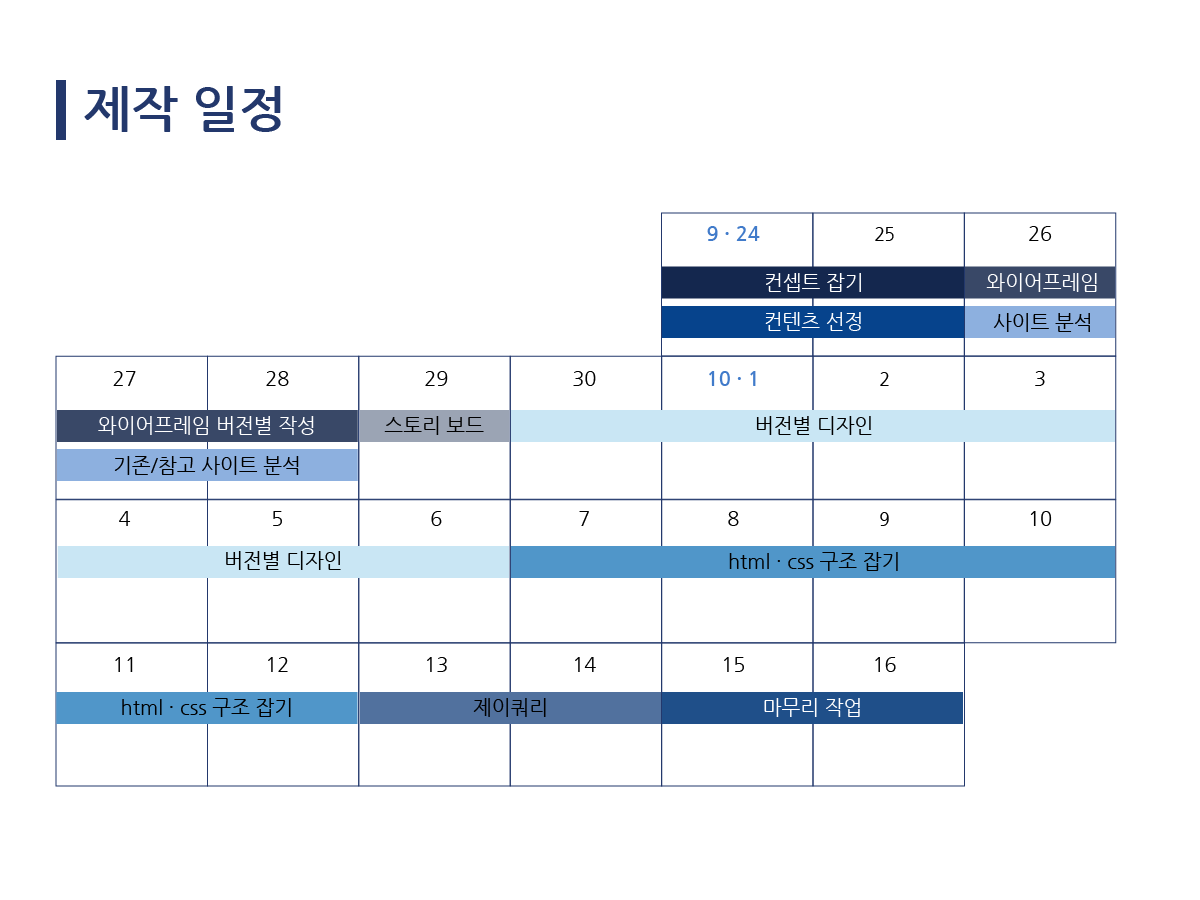 제작 일정
9 · 24 25 26
컨셉트 잡기 와이어프레임
컨텐츠 선정 사이트 분석
27 28 29 30 10 · 1 2 3
와이어프레임 버전별 작성 스토리 보드 버전별 디자인
기존/참고 사이트 분석
4 5 6 7 8 9 10
버전별 디자인 html · css 구조 잡기
11 12 13 14 15 16
html · css 구조 잡기 제이쿼리 마무리 작업